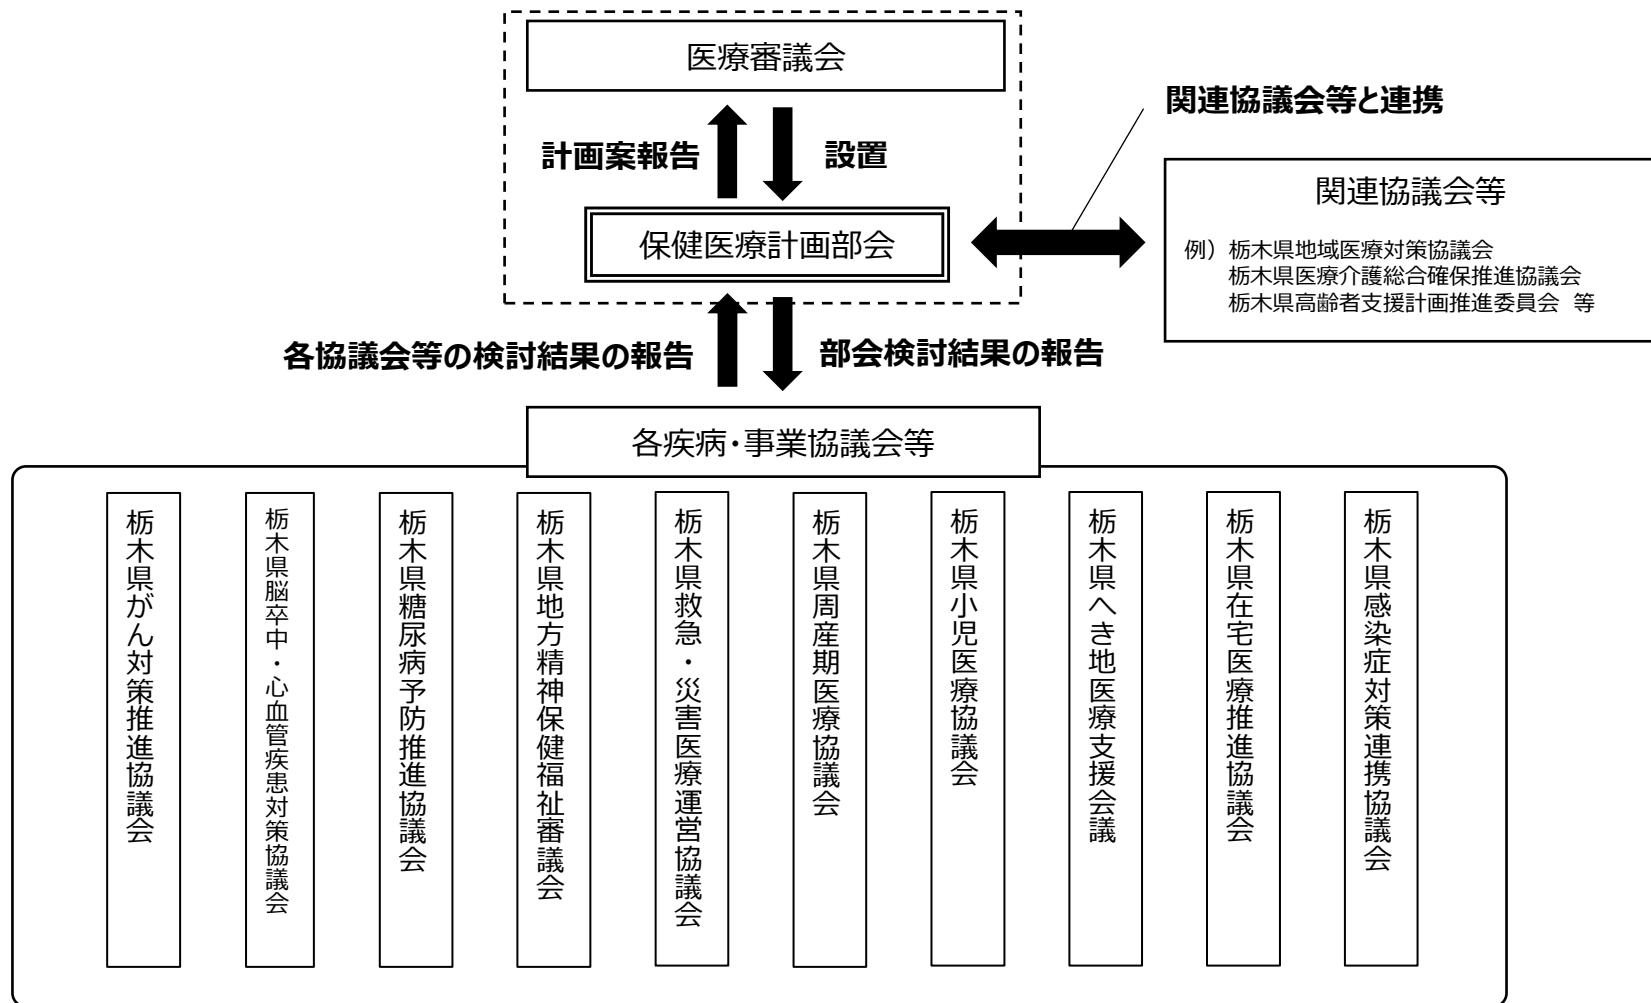 医療審議会
計画案報告
設置
関連協議会等と連携
保健医療計画部会
関連協議会等
例）栃木県地域医療対策協議会
栃木県医療介護総合確保推進協議会
栃木県高齢者支援計画推進委員会 等
各協議会等の検討結果の報告
部会検討結果の報告
各疾病・事業協議会等
栃木県がん対策推進協議会
栃木県脳卒中・心血管疾患対策協議会
栃木県糖尿病予防推進協議会
栃木県地方精神保健福祉審議会
栃木県救急・災害医療運営協議会
栃木県周産期医療協議会
栃木県小児医療協議会
栃木県へき地医療支援会議
栃木県在宅医療推進協議会
栃木県感染症対策連携協議会